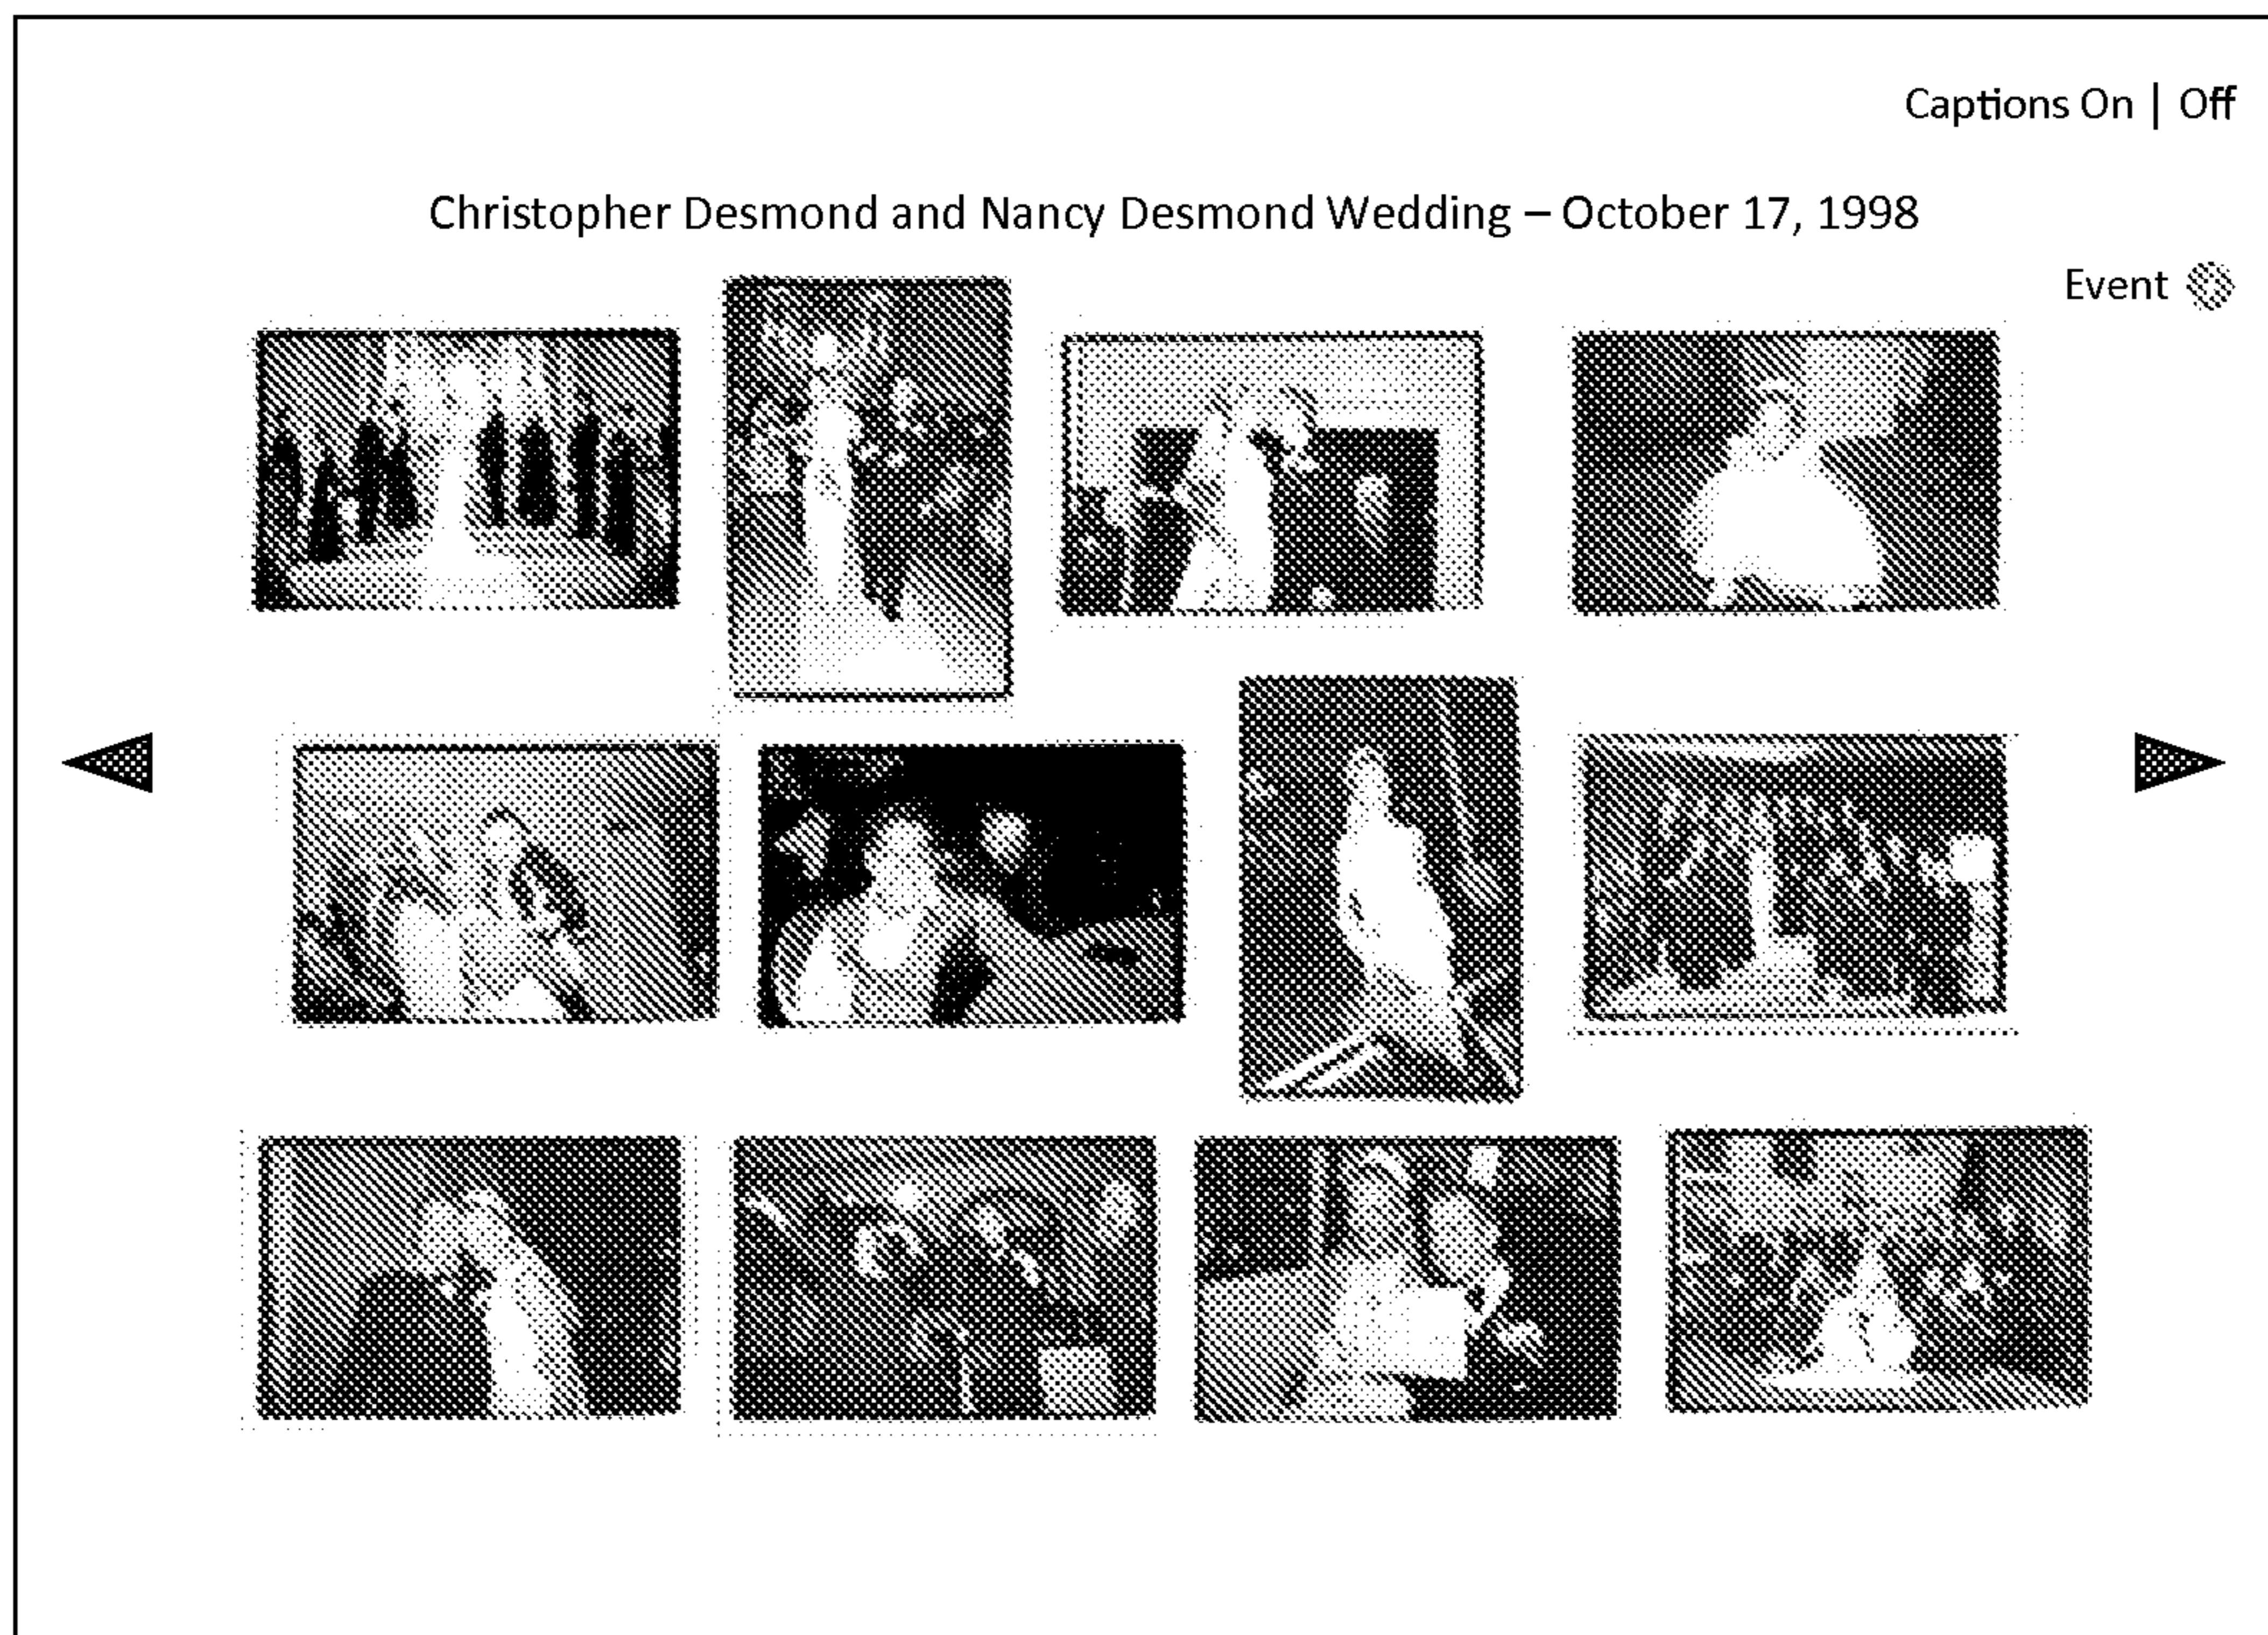 Captions On | Off
Christopher Desmond and Nancy Desmond Wedding – October 17, 1998
Event